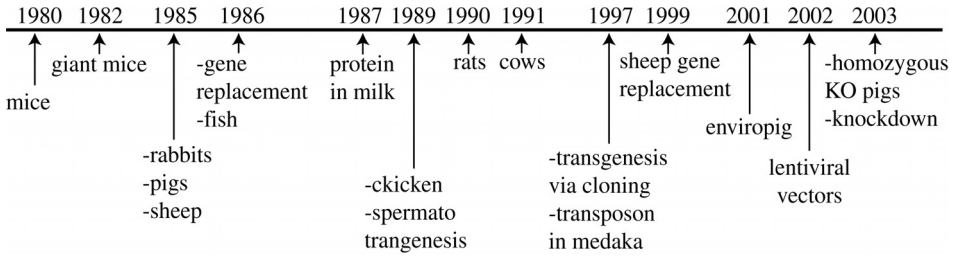 1980 1982 1985 1986 1987 1989 1990 1991 1997 1999 2001 2002 2003
mice
giant mice
-rabbits
-pigs
-sheep
-gene
replacement
-fish
protein
in milk
-ckicken
-spermato
trangenesis
rats
cows
-transgenesis
via cloning
-transposon
in medaka
sheep gene
replacement
enviropig
lentiviral
vectors
-homozygous
KO pigs
-knockdown